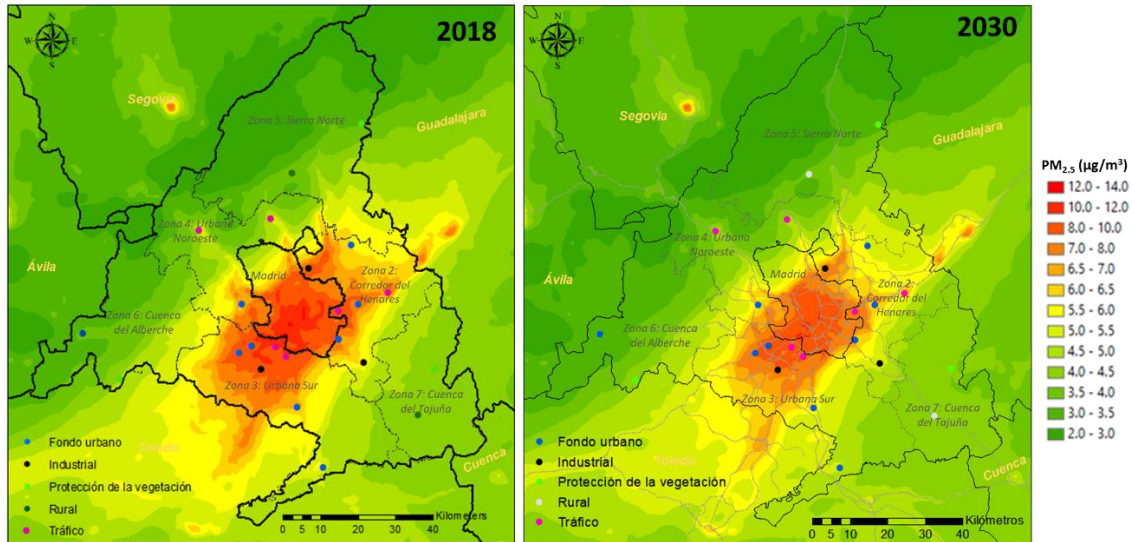 2018
N
W E
S
Segovia
Zona 5: Sierra Norte
Guadalajara
Zona 4: Urbana
Noroeste
Madrid
Zona 2:
Corredor del
Henares
Ávila
Zona 6: Cuenca
del Alberche
Zona 3: Urbana Sur
Zona 7: Cuenca
del Tajuña
Toledo
Cuenca
Fondo urbano
Industrial
Protección de la vegetación
Rural
Tráfico
Kilometers
0 5 10 20 30 40
2030
N
W E
S
Segovia
Zona 5: Sierra Norte
Guadalajara
Zona 4: Urbana
Noroeste
Madrid
Zona 2:
Corredor del
Henares
Ávila
Zona 6: Cuenca
del Alberche
Zona 3: Urbana Sur
Zona 7: Cuenca
del Tajuña
Toledo
Cuenca
Fondo urbano
Industrial
Protección de la vegetación
Rural
Tráfico
Kilómetros
0 5 10 20 30 40
PM2.5 (µg/m³)
12.0 - 14.0
10.0 - 12.0
8.0 - 10.0
7.0 - 8.0
6.5 - 7.0
6.0 - 6.5
5.5 - 6.0
5.0 - 5.5
4.5 - 5.0
4.0 - 4.5
3.5 - 4.0
3.0 - 3.5
2.0 - 3.0